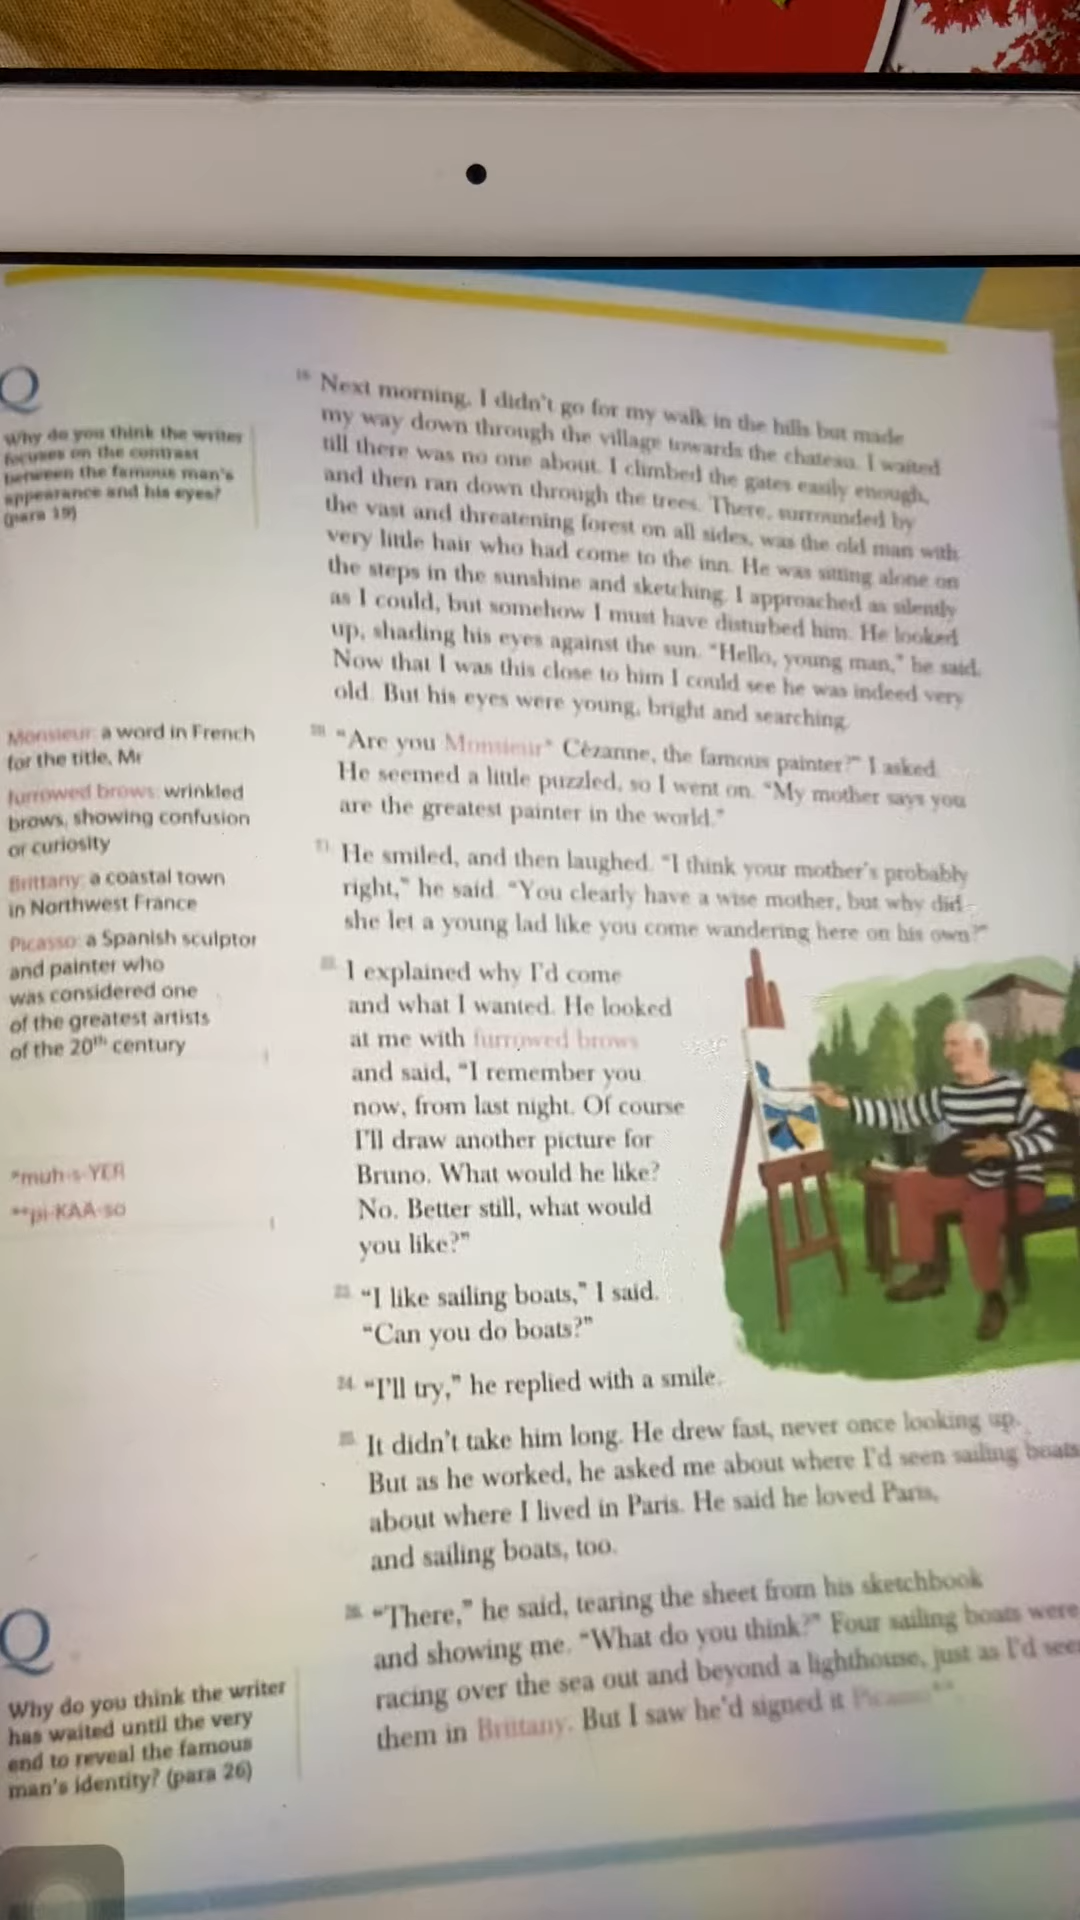 Q
Why do you think the writer
focuses on the contrast
between the famous man's
appearance and his eyes?
(para 19)
19 Next morning, I didn't go for my walk in the hills but made
my way down through the village towards the chateau. I waited
till there was no one about. I climbed the gates easily enough,
and then ran down through the trees. There, surrounded by
the vast and threatening forest on all sides, was the old man with
very little hair who had come to the inn. He was sitting alone on
the steps in the sunshine and sketching. I approached as silently
as I could, but somehow I must have disturbed him. He looked
up, shading his eyes against the sun. “Hello, young man,” he said.
Now that I was this close to him I could see he was indeed very
old. But his eyes were young, bright and searching.
Monsieur: a word in French
for the title, Mr
furrowed brows: wrinkled
brows, showing confusion
or curiosity
Brittany: a coastal town
in Northwest France
Picasso: a Spanish sculptor
and painter who
was considered one
of the greatest artists
of the 20th century
*muh-s-YER
**pi-KAA-so
20 “Are you Monsieur* Cézanne, the famous painter?” I asked.
He seemed a little puzzled, so I went on. “My mother says you
are the greatest painter in the world.”
21 He smiled, and then laughed. “I think your mother's probably
right,” he said. “You clearly have a wise mother, but why did
she let a young lad like you come wandering here on his own?”
22 I explained why I'd come
and what I wanted. He looked
at me with furrowed brows
and said, “I remember you
now, from last night. Of course
I'll draw another picture for
Bruno. What would he like?
No. Better still, what would
you like?”
23 “I like sailing boats,” I said.
“Can you do boats?”
24 “I'll try,” he replied with a smile.
25 It didn't take him long. He drew fast, never once looking up.
But as he worked, he asked me about where I'd seen sailing boats
about where I lived in Paris. He said he loved Paris,
and sailing boats, too.
26 “There,” he said, tearing the sheet from his sketchbook
and showing me. “What do you think?” Four sailing boats were
racing over the sea out and beyond a lighthouse, just as I'd see
them in Brittany. But I saw he'd signed it Picasso**.
Q
Why do you think the writer
has waited until the very
end to reveal the famous
man's identity? (para 26)